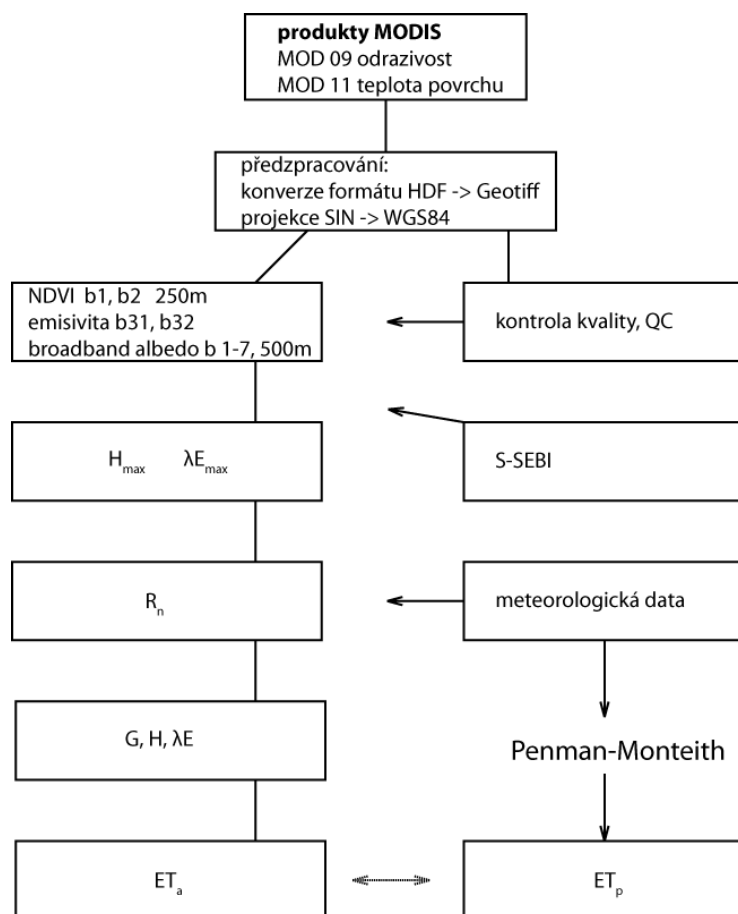 produkty MODIS
MOD 09 odrazivost
MOD 11 teplota povrchu
předzpracování:
konverze formátu HDF -> Geotiff
projekce SIN -> WGS84
NDVI b1, b2 250m
emisivita b31, b32
broadband albedo b 1-7, 500m
kontrola kvality, QC
Hmax λEmax
S-SEBI
Rn
meteorologická data
G, H, λE
Penman-Monteith
ETa
ETp